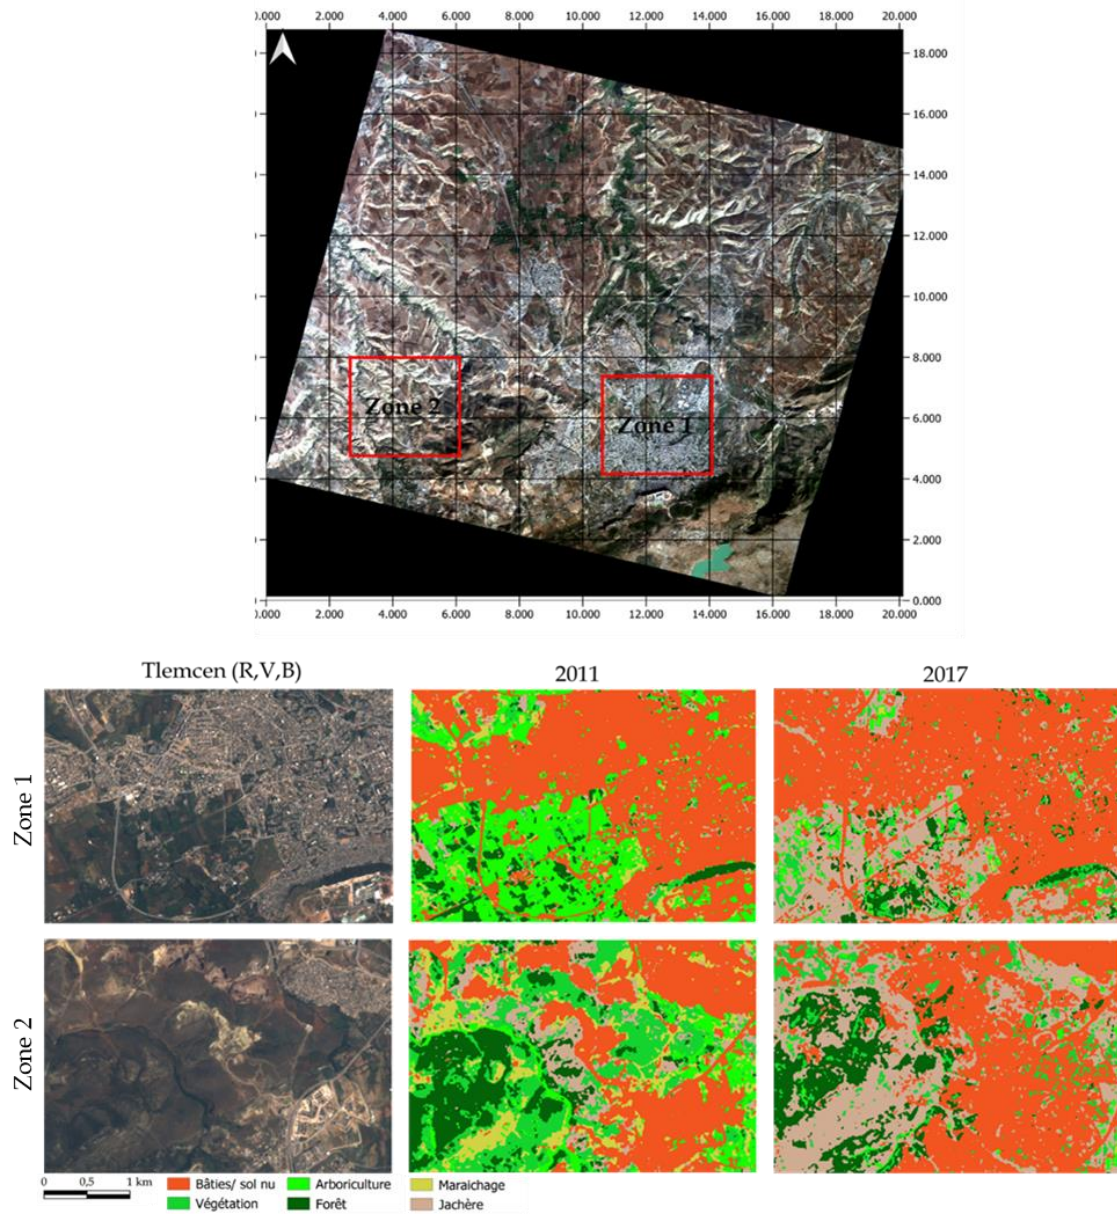 0.000 2.000 4.000 6.000 8.000 10.000 12.000 14.000 16.000 18.000 20.000
18.000
16.000
14.000
12.000
10.000
8.000
6.000
4.000
2.000
0.000
Zone 2
Zone 1
0.000 2.000 4.000 6.000 8.000 10.000 12.000 14.000 16.000 18.000 20.000
Tlemcen (R,V,B) 2011 2017
Zone 1
Zone 2
0 0,5 1 km
Bâties/ sol nu Arboriculture Maraichage
Végétation Forêt Jachère